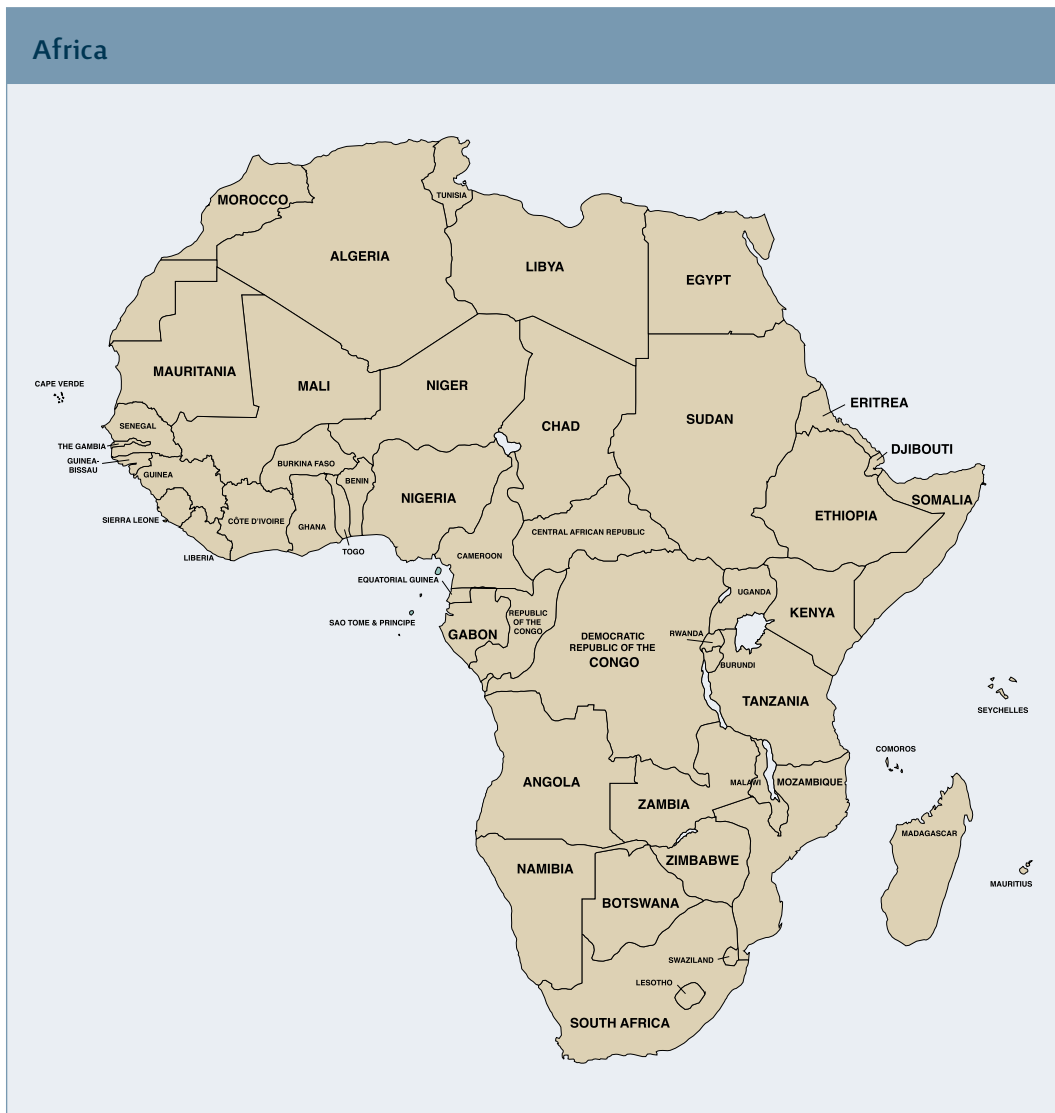 Africa
MOROCCO
TUNISIA
ALGERIA
LIBYA
EGYPT
MAURITANIA
MALI
NIGER
CHAD
SUDAN
ERITREA
CAPE VERDE
SENEGAL
THE GAMBIA
GUINEA-
BISSAU
GUINEA
BURKINA FASO
BENIN
NIGERIA
DJIBOUTI
SOMALIA
ETHIOPIA
SIERRA LEONE
CÔTE D'IVOIRE
GHANA
CENTRAL AFRICAN REPUBLIC
LIBERIA
TOGO
CAMEROON
EQUATORIAL GUINEA
UGANDA
KENYA
SAO TOME & PRINCIPE
GABON
REPUBLIC
OF THE
CONGO
DEMOCRATIC
REPUBLIC OF THE
CONGO
RWANDA
BURUNDI
TANZANIA
SEYCHELLES
COMOROS
ANGOLA
MALAWI
MOZAMBIQUE
ZAMBIA
MADAGASCAR
NAMIBIA
ZIMBABWE
MAURITIUS
BOTSWANA
SWAZILAND
LESOTHO
SOUTH AFRICA